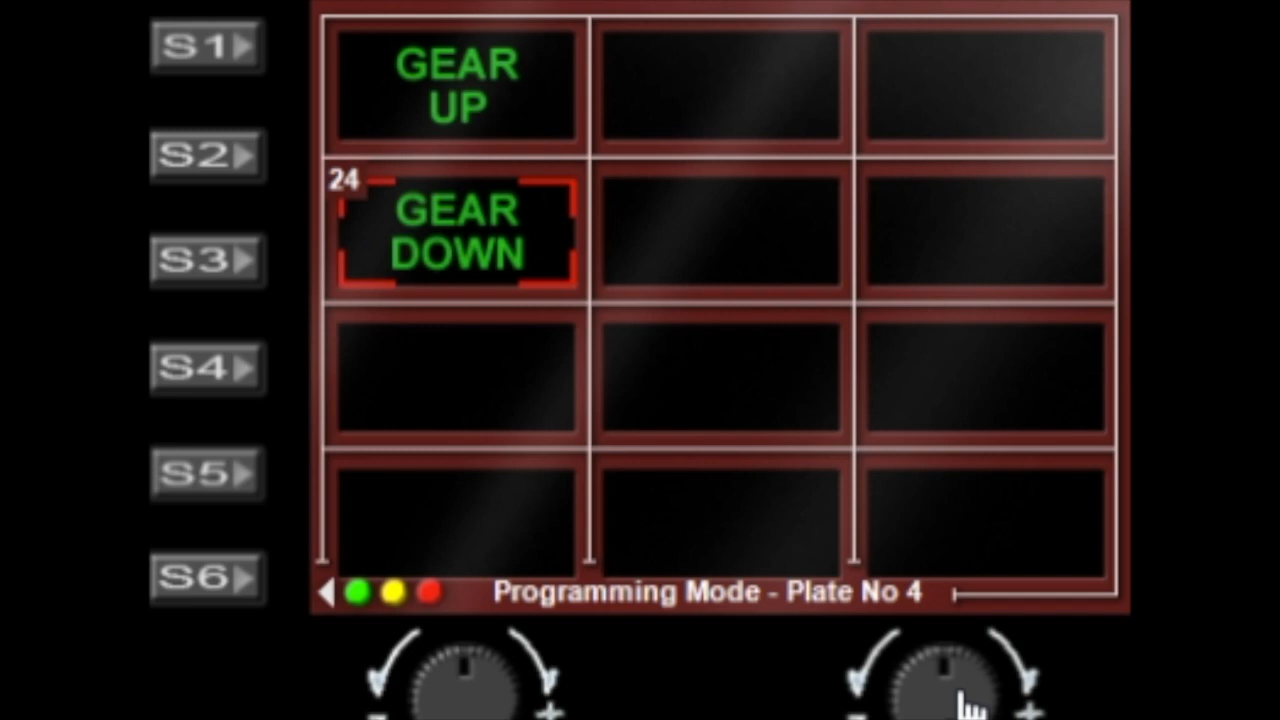 S1
GEAR
UP
S2
24
GEAR
DOWN
S3
S4
S5
S6
Programming Mode - Plate No 4
- +
- +